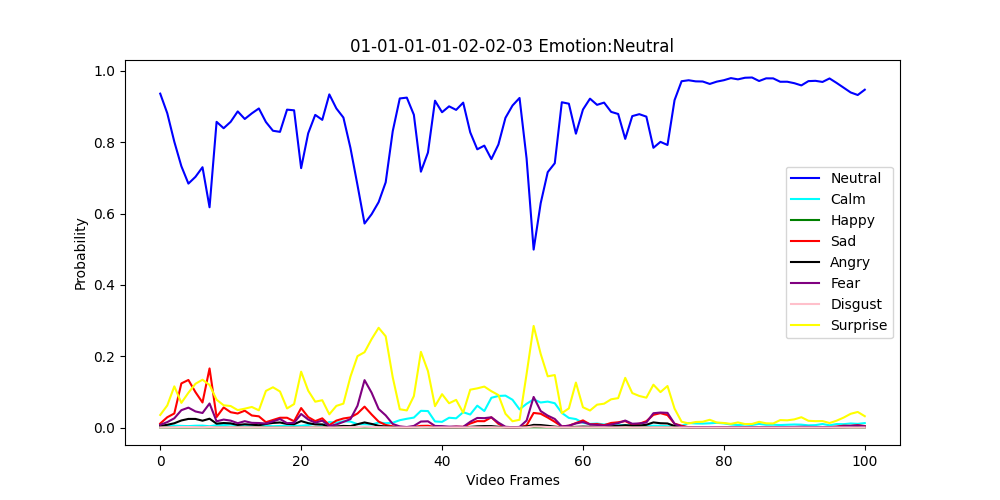 01-01-01-01-02-02-03 Emotion:Neutral
1.0
0.8
0.6
0.4
0.2
0.0
Probability
Neutral
Calm
Happy
Sad
Angry
Fear
Disgust
Surprise
0 20 40 60 80 100
Video Frames